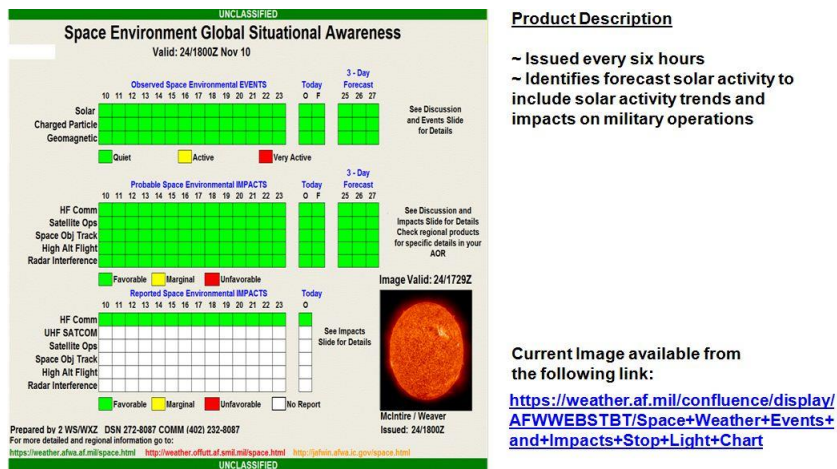 UNCLASSIFIED
Space Environment Global Situational Awareness
Valid: 24/1800Z Nov 10
Observed Space Environmental EVENTS
Today
3 - Day
Forecast
10 11 12 13 14 15 16 17 18 19 20 21 22 23
O F
25 26 27
Solar
Charged Particle
Geomagnetic
See Discussion
and Events Slide
for Details
Quiet
Active
Very Active
Probable Space Environmental IMPACTS
Today
3 - Day
Forecast
10 11 12 13 14 15 16 17 18 19 20 21 22 23
O F
25 26 27
HF Comm
Satellite Ops
Space Obj Track
High Alt Flight
Radar Interference
See Discussion and
Impacts Slide for Details
Check regional products
for specific details in your
AOR
Favorable
Marginal
Unfavorable
Reported Space Environmental IMPACTS
Today
10 11 12 13 14 15 16 17 18 19 20 21 22 23
O
HF Comm
UHF SATCOM
Satellite Ops
Space Obj Track
High Alt Flight
Radar Interference
See Impacts
Slide for Details
Favorable
Marginal
Unfavorable
No Report
Image Valid: 24/1729Z
McIntire / Weaver
Issued: 24/1800Z
Prepared by 2 WS/WXZ DSN 272-8087 COMM (402) 232-8087
For more detailed and regional information go to:
https://weather.afwa.af.mil/space.html http://weather.offutt.af.smil.mil/space.html http://jafwin.afwa.ic.gov/space.html
UNCLASSIFIED
Product Description
~ Issued every six hours
~ Identifies forecast solar activity to
include solar activity trends and
impacts on military operations
Current Image available from
the following link:
https://weather.af.mil/confluence/display/
AFWWEBSTBT/Space+Weather+Events+
and+Impacts+Stop+Light+Chart